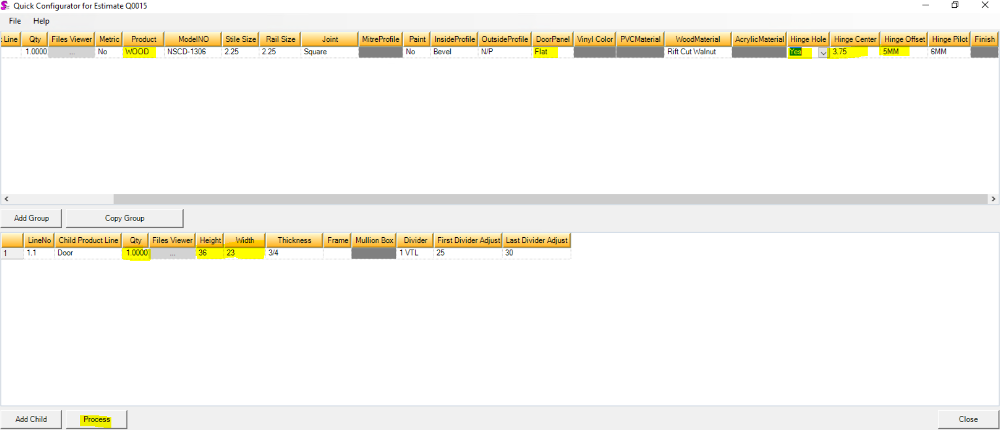 Quick Configurator for Estimate Q0015
File Help
: Line Qty Files Viewer Metric Product ModelNO Stile Size Rail Size Joint MitreProfile Paint InsideProfile OutsideProfile DoorPanel Vinyl Color PVCMaterial WoodMaterial AcrylicMaterial Hinge Hole Hinge Center Hinge Offset Hinge Pilot Finish
1.0000 ... No WOOD NSCD-1306 2.25 2.25 Square No Bevel N/P Flat Rift Cut Walnut Yes 3.75 5MM 6MM
Add Group Copy Group
LineNo Child Product Line Qty Files Viewer Height Width Thickness Frame Mullion Box Divider First Divider Adjust Last Divider Adjust
1 1.1 Door 1.0000 ... 36 23 3/4 1 VTL 25 30
Add Child Process Close